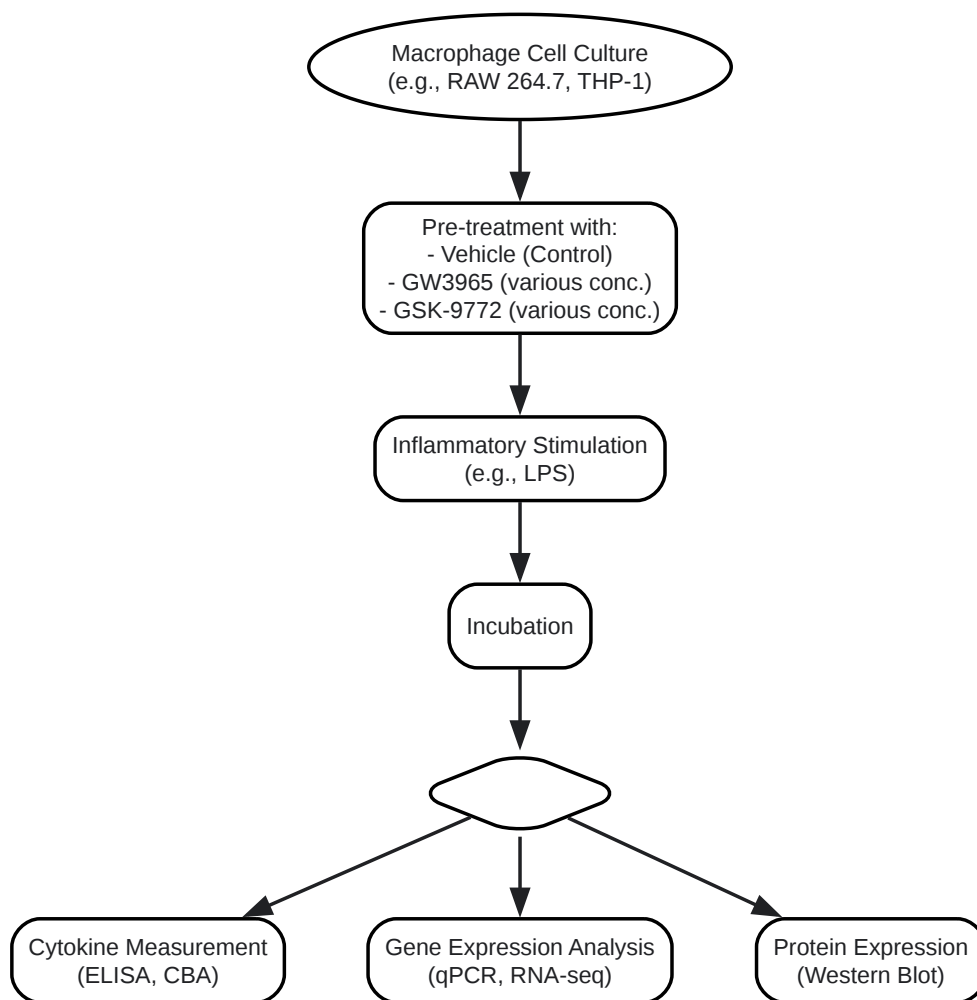 Macrophage Cell Culture
(e.g., RAW 264.7, THP-1)
Pre-treatment with:
- Vehicle (Control)
- GW3965 (various conc.)
- GSK-9772 (various conc.)
Inflammatory Stimulation
(e.g., LPS)
Incubation
Cytokine Measurement
(ELISA, CBA)
Gene Expression Analysis
(qPCR, RNA-seq)
Protein Expression
(Western Blot)